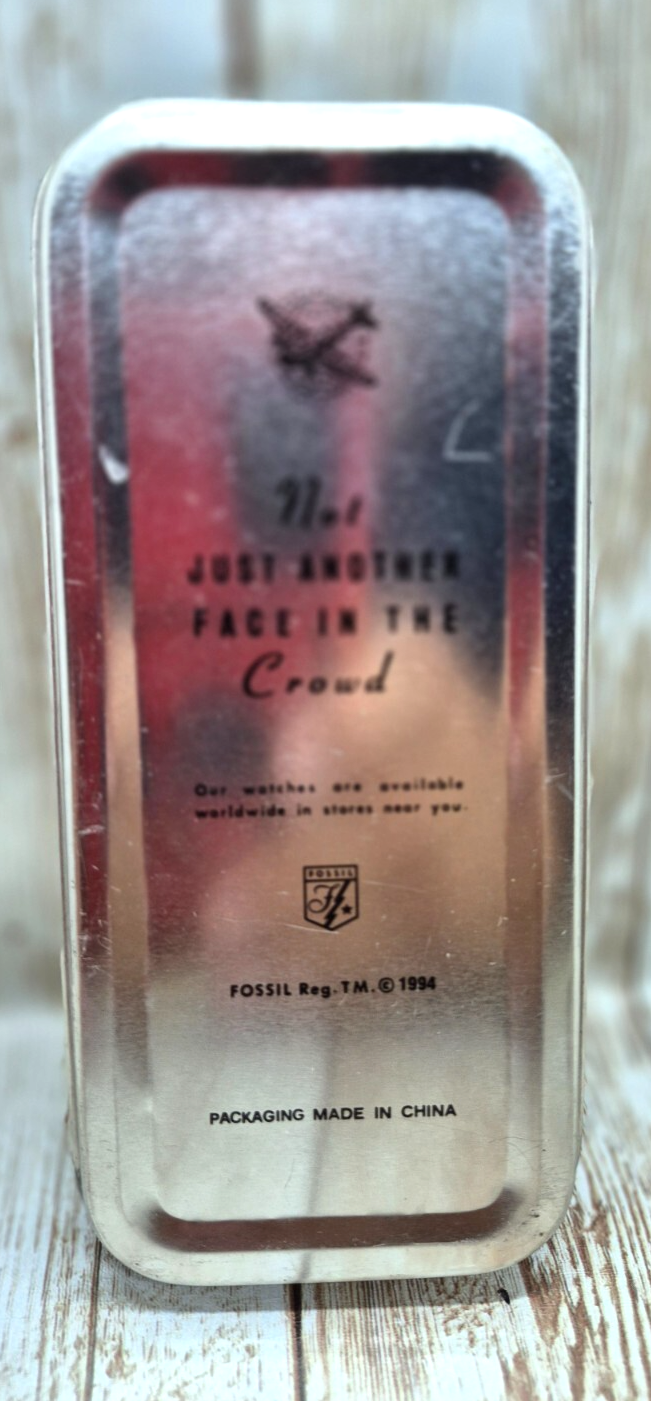 Not
JUST ANOTHER
FACE IN THE
Crowd
Our watches are available
worldwide in stores near you.
FOSSIL
F
FOSSIL Reg. TM. © 1994
PACKAGING MADE IN CHINA